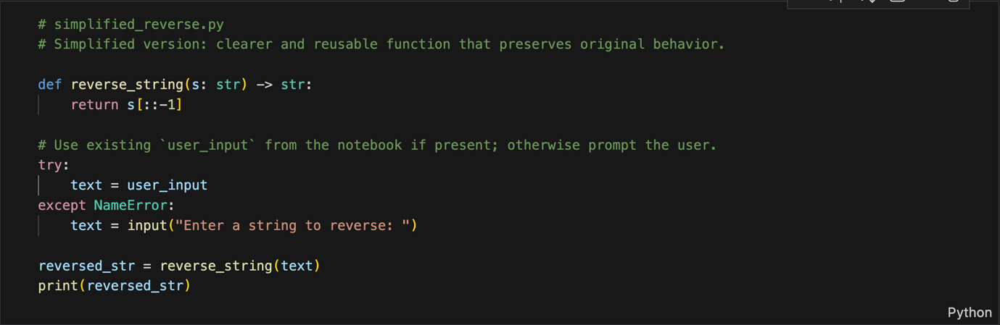 # simplified_reverse.py
# Simplified version: clearer and reusable function that preserves original behavior.
def reverse_string(s: str) -> str:
    return s[::-1]
# Use existing `user_input` from the notebook if present; otherwise prompt the user.
try:
    text = user_input
except NameError:
    text = input("Enter a string to reverse: ")
reversed_str = reverse_string(text)
print(reversed_str)
Python